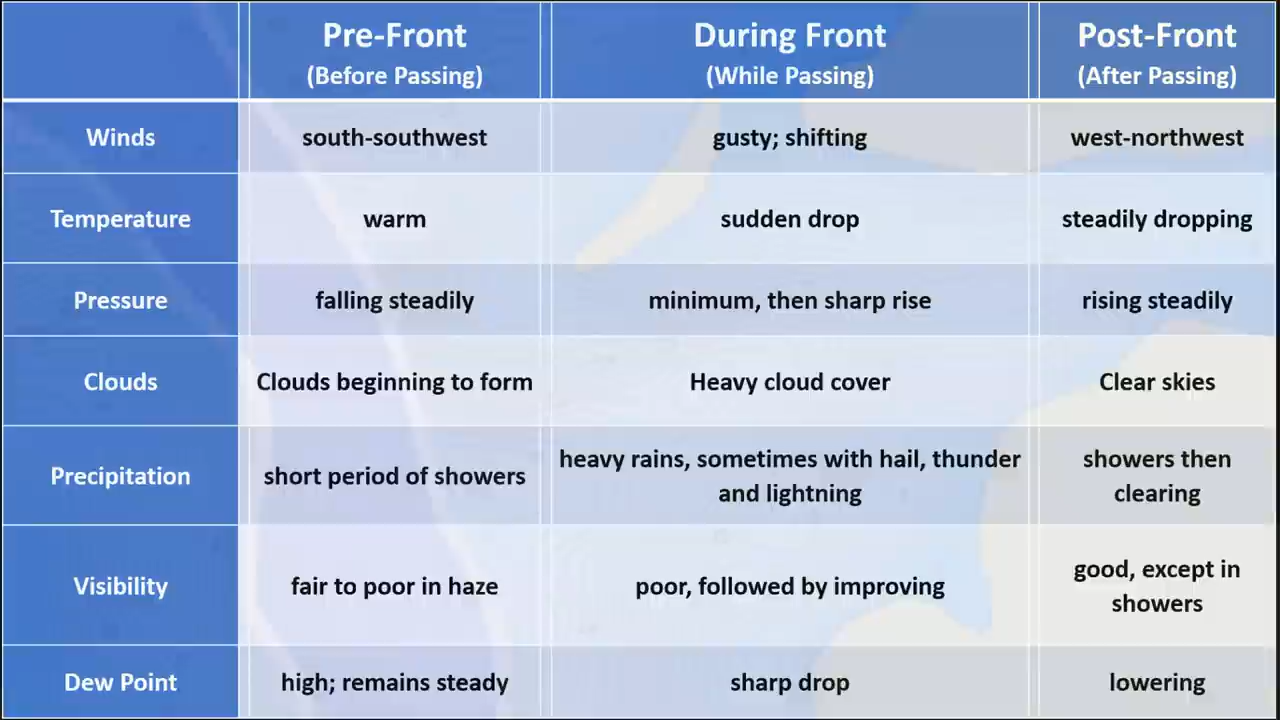 Pre-Front
(Before Passing)
During Front
(While Passing)
Post-Front
(After Passing)
Winds
south-southwest
gusty; shifting
west-northwest
Temperature
warm
sudden drop
steadily dropping
Pressure
falling steadily
minimum, then sharp rise
rising steadily
Clouds
Clouds beginning to form
Heavy cloud cover
Clear skies
Precipitation
short period of showers
heavy rains, sometimes with hail, thunder
and lightning
showers then
clearing
Visibility
fair to poor in haze
poor, followed by improving
good, except in
showers
Dew Point
high; remains steady
sharp drop
lowering